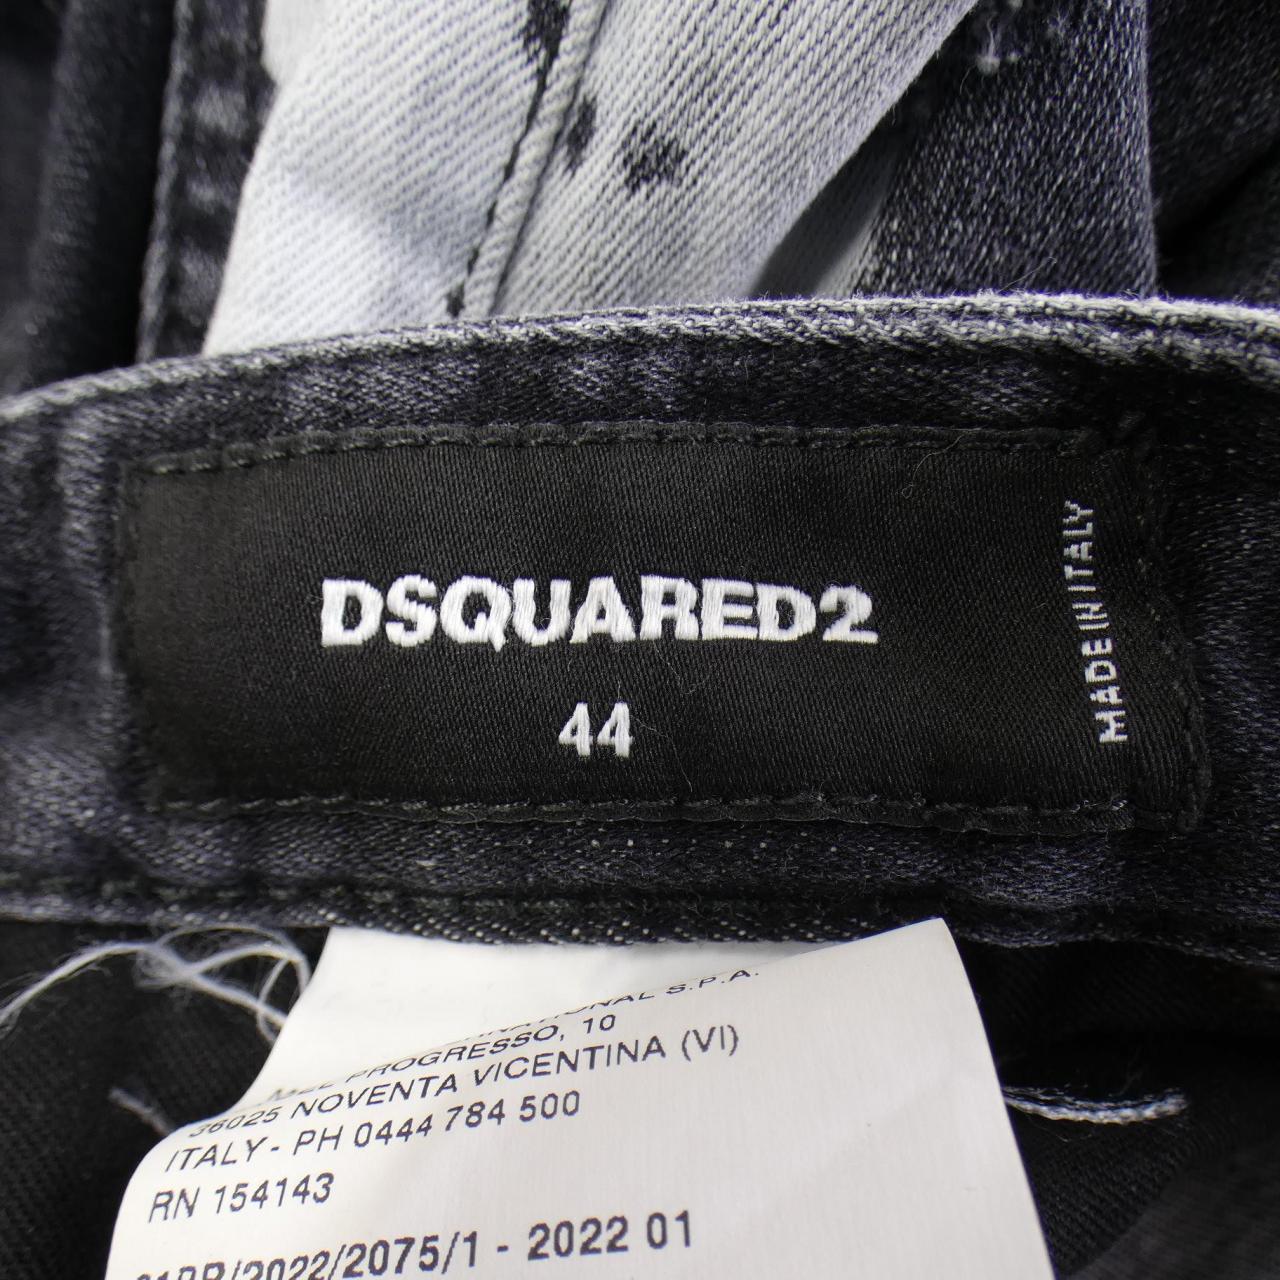 DSQUARED2
44
MADE IN ITALY
S.P.A.
PROGRESSO, 10
36025 NOVENTA VICENTINA (VI)
ITALY - PH 0444 784 500
RN 154143
/2022/2075/1 - 2022 01